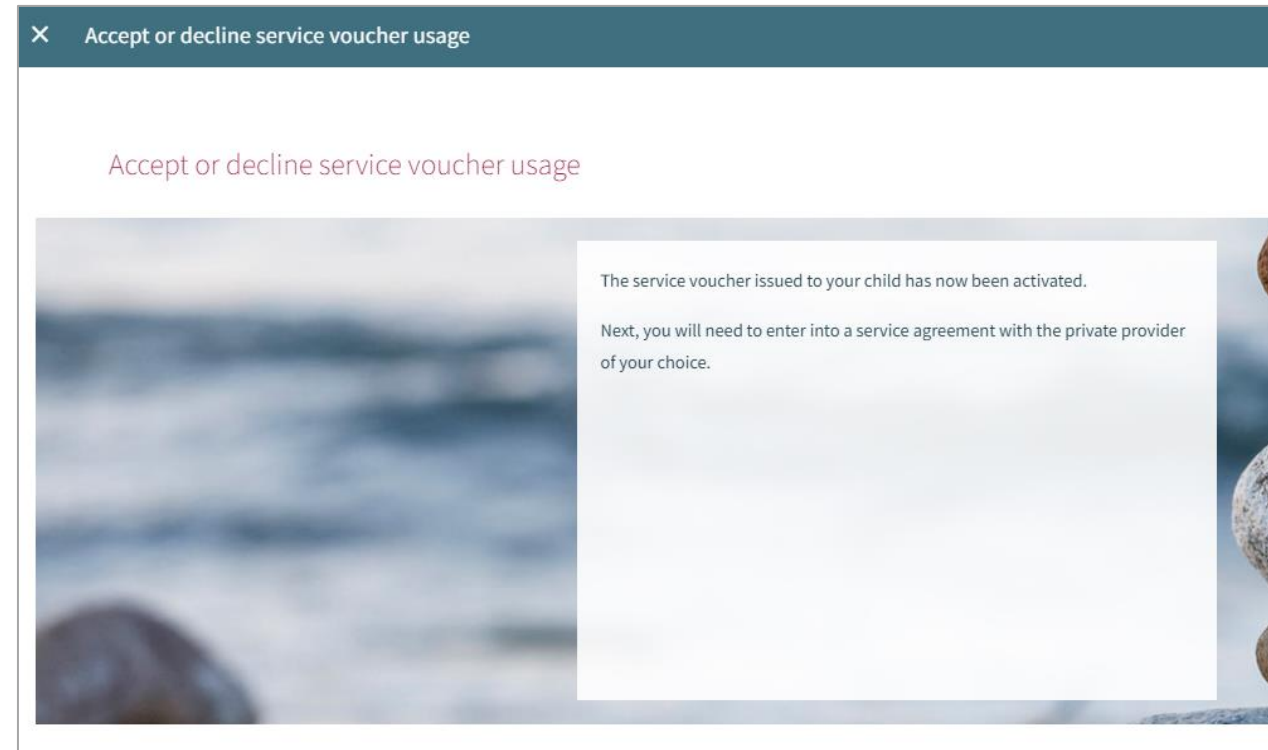 Accept or decline service voucher usage
Accept or decline service voucher usage
The service voucher issued to your child has now been activated.
Next, you will need to enter into a service agreement with the private provider
of your choice.